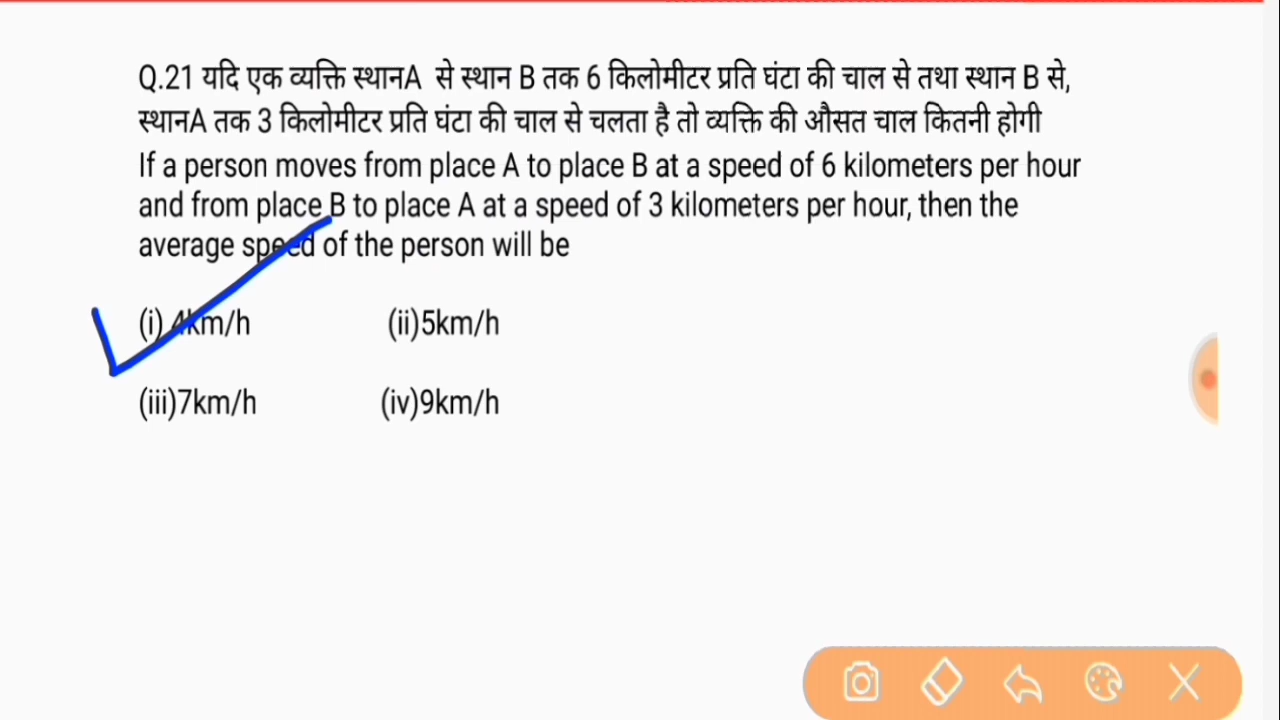 Q.21 यदि एक व्यक्ति स्थानA से स्थान B तक 6 किलोमीटर प्रति घंटा की चाल से तथा स्थान B से,
स्थानA तक 3 किलोमीटर प्रति घंटा की चाल से चलता है तो व्यक्ति की औसत चाल कितनी होगी
If a person moves from place A to place B at a speed of 6 kilometers per hour
and from place B to place A at a speed of 3 kilometers per hour, then the
average speed of the person will be
(i) 4km/h (ii)5km/h
(iii)7km/h (iv)9km/h